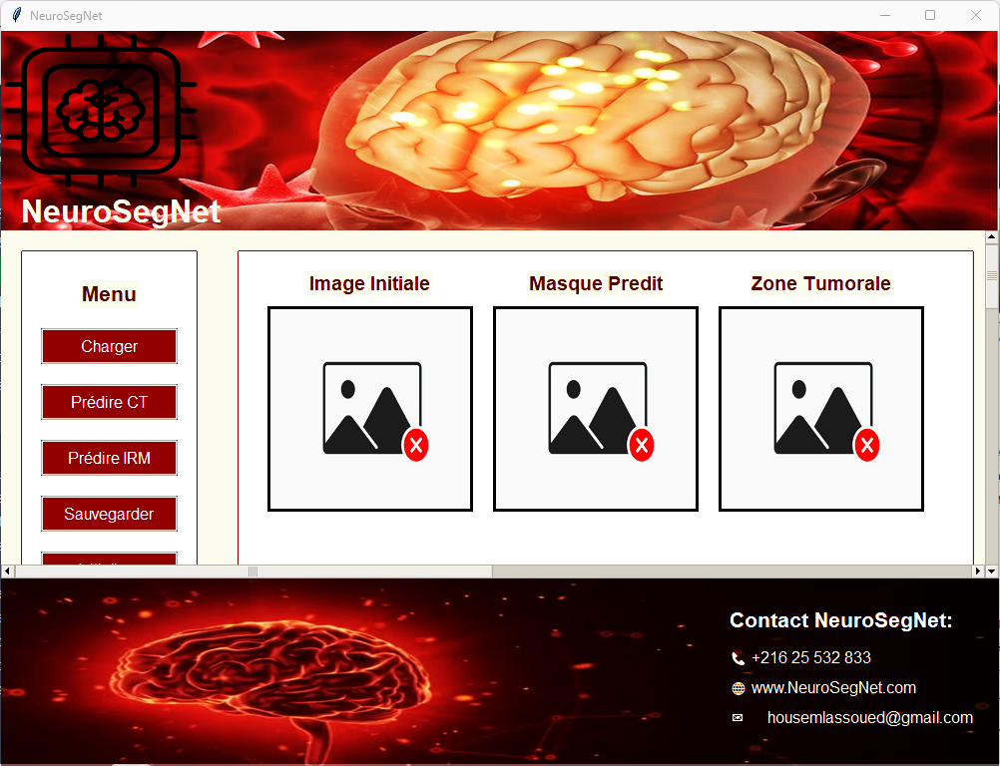 NeuroSegNet
NeuroSegNet
Menu
Charger
Prédire CT
Prédire IRM
Sauvegarder
Image Initiale
Masque Predit
Zone Tumorale
Contact NeuroSegNet:
+216 25 532 833
www.NeuroSegNet.com
housemlassoued@gmail.com